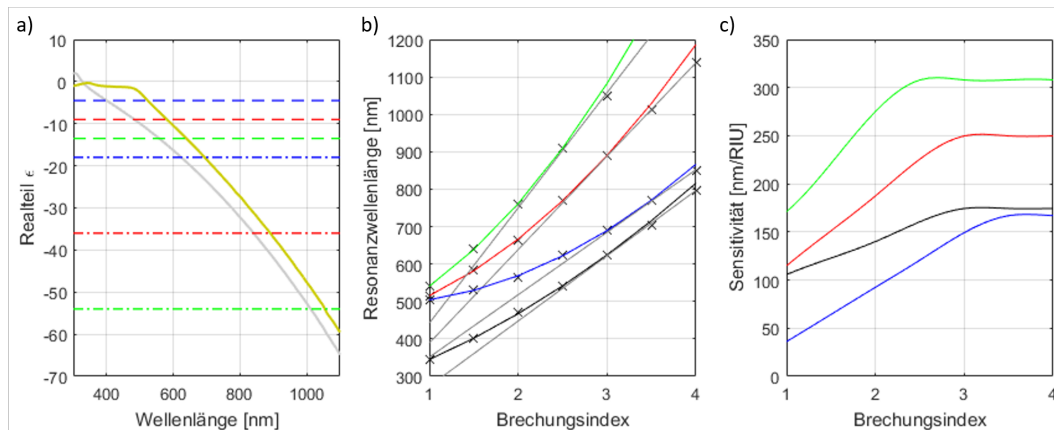 a)
10
0
-10
-20
-30
-40
-50
-60
-70
400 600 800 1000
Wellenlänge [nm]
Realteil ϵ
b)
1200
1100
1000
900
800
700
600
500
400
300
1 2 3 4
Brechungsindex
Resonanzwellenlänge [nm]
c)
350
300
250
200
150
100
50
0
1 2 3 4
Brechungsindex
Sensitivität [nm/RIU]